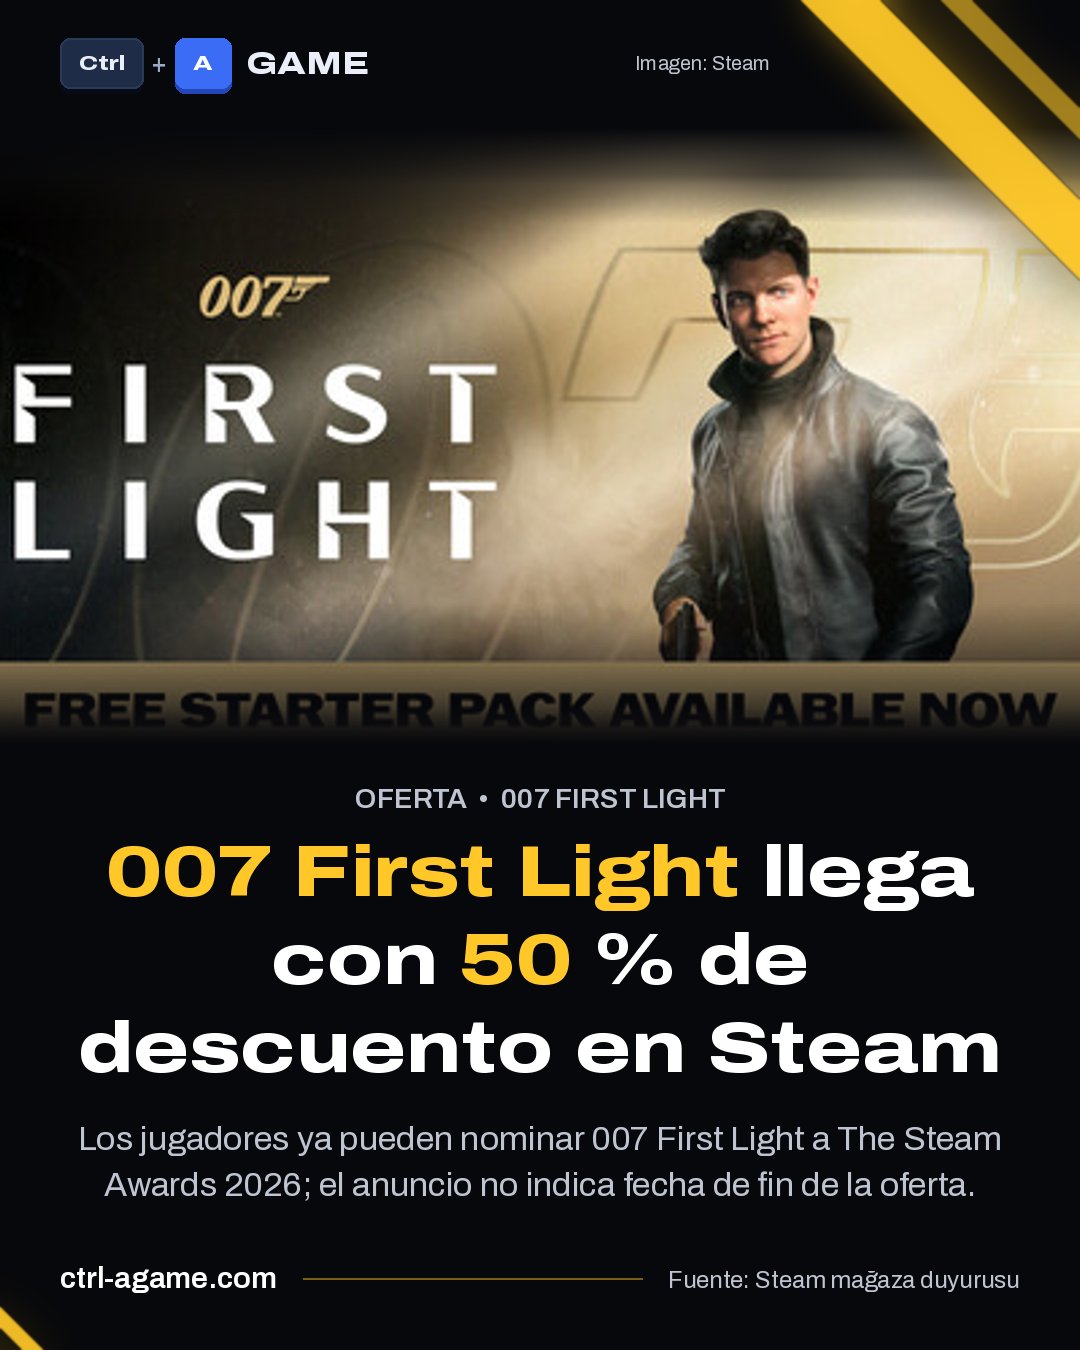 Ctrl + A GAME
Imagen: Steam
007
FIRST
LIGHT
FREE STARTER PACK AVAILABLE NOW
OFERTA • 007 FIRST LIGHT
007 First Light llega
con 50 % de
descuento en Steam
Los jugadores ya pueden nominar 007 First Light a The Steam
Awards 2026; el anuncio no indica fecha de fin de la oferta.
ctrl-agame.com
Fuente: Steam mağaza duyurusu